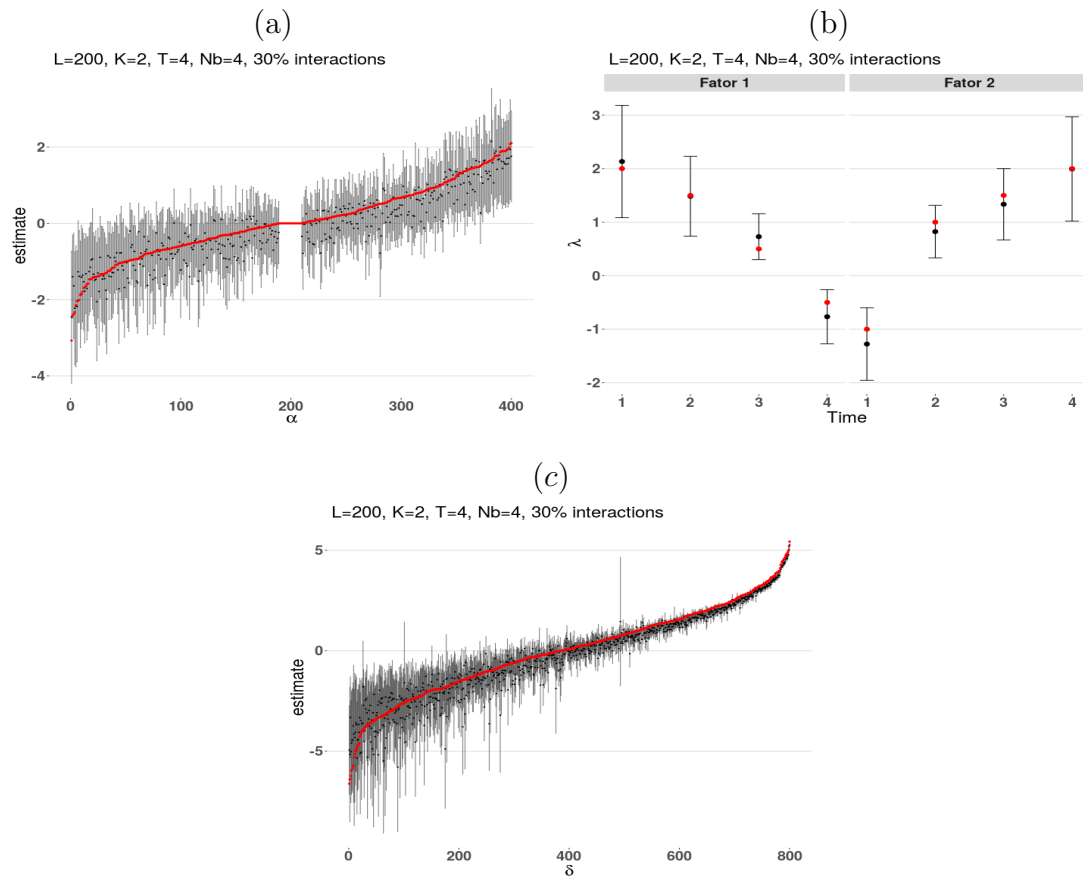 (a)
L=200, K=2, T=4, Nb=4, 30% interactions
estimate
2
0
-2
-4
0 100 200 300 400
α
(b)
L=200, K=2, T=4, Nb=4, 30% interactions
Fator 1 Fator 2
λ
3
2
1
0
-1
-2
1 2 3 4 1 2 3 4
Time
(c)
L=200, K=2, T=4, Nb=4, 30% interactions
estimate
5
0
-5
0 200 400 600 800
δ